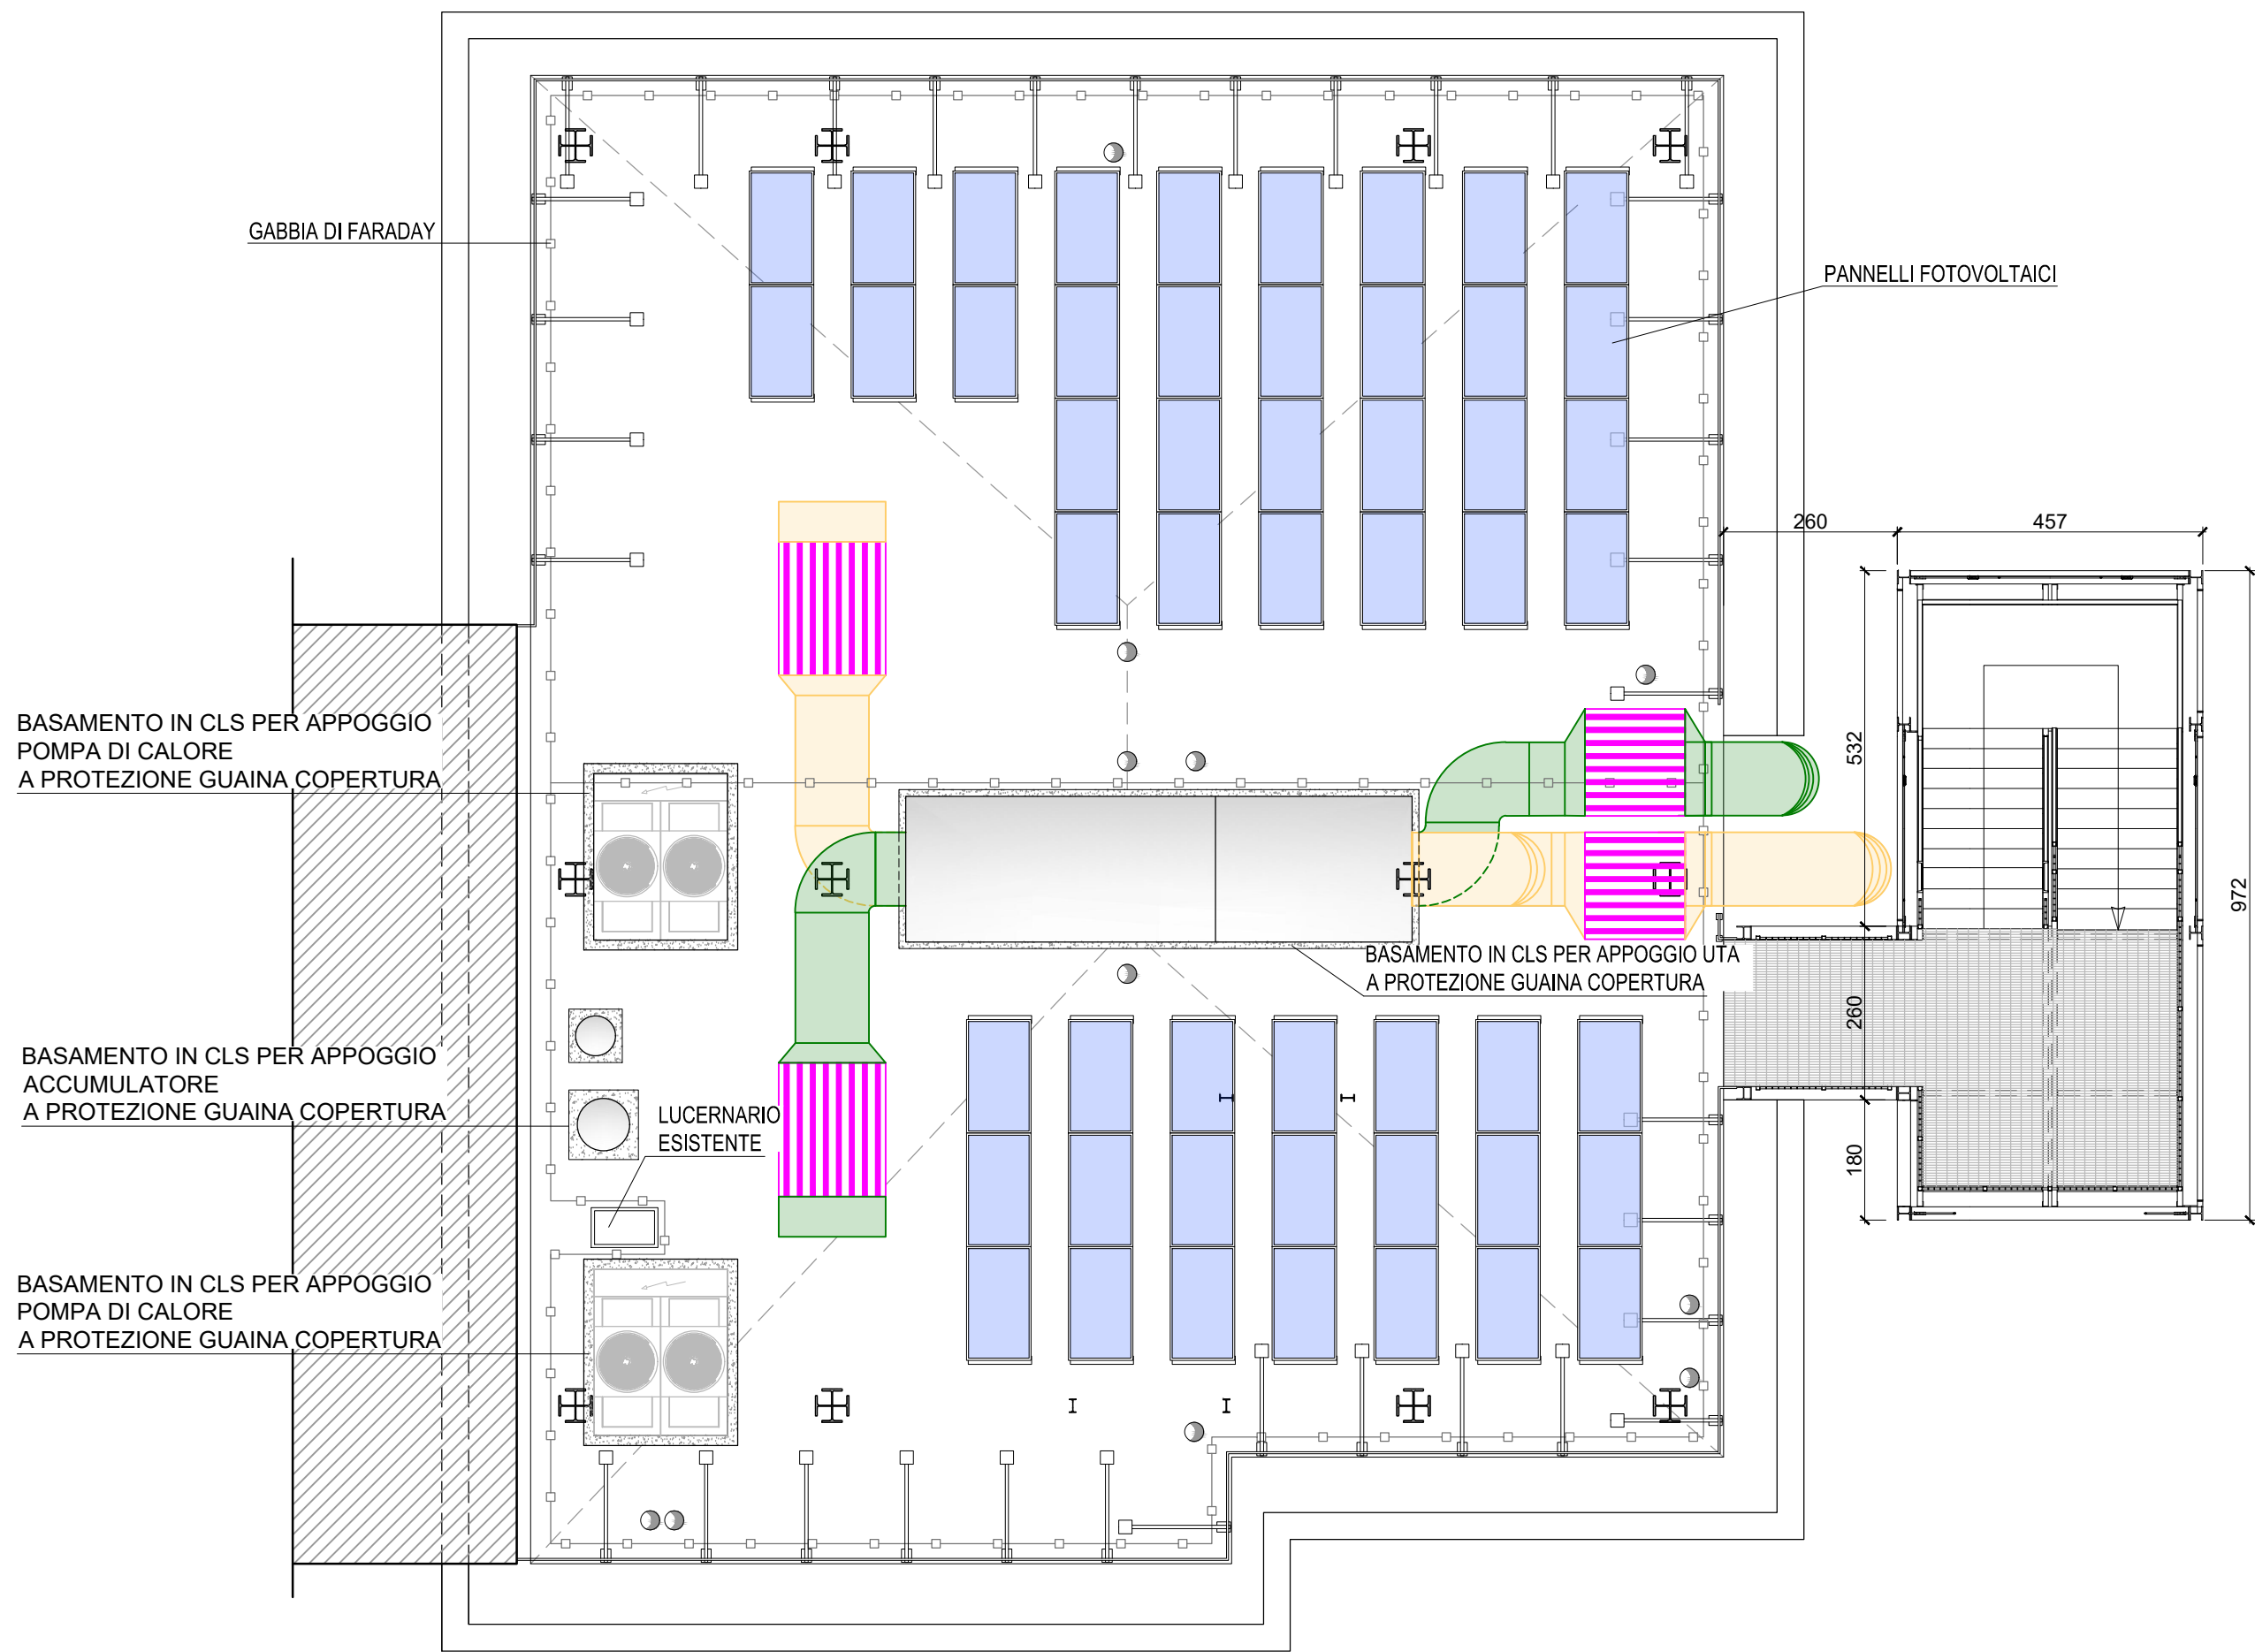 GABBIA DI FARADAY
PANNELLI FOTOVOLTAICI
260
457
532
972
260
180
BASAMENTO IN CLS PER APPOGGIO
POMPA DI CALORE
A PROTEZIONE GUAINA COPERTURA
BASAMENTO IN CLS PER APPOGGIO UTA
A PROTEZIONE GUAINA COPERTURA
BASAMENTO IN CLS PER APPOGGIO
ACCUMULATORE
A PROTEZIONE GUAINA COPERTURA
LUCERNARIO
ESISTENTE
BASAMENTO IN CLS PER APPOGGIO
POMPA DI CALORE
A PROTEZIONE GUAINA COPERTURA